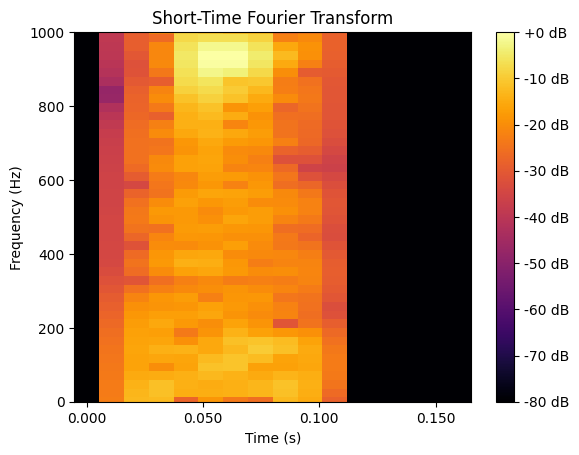 Short-Time Fourier Transform
Frequency (Hz)
1000
800
600
400
200
0
0.000
0.050
0.100
0.150
Time (s)
+0 dB
-10 dB
-20 dB
-30 dB
-40 dB
-50 dB
-60 dB
-70 dB
-80 dB